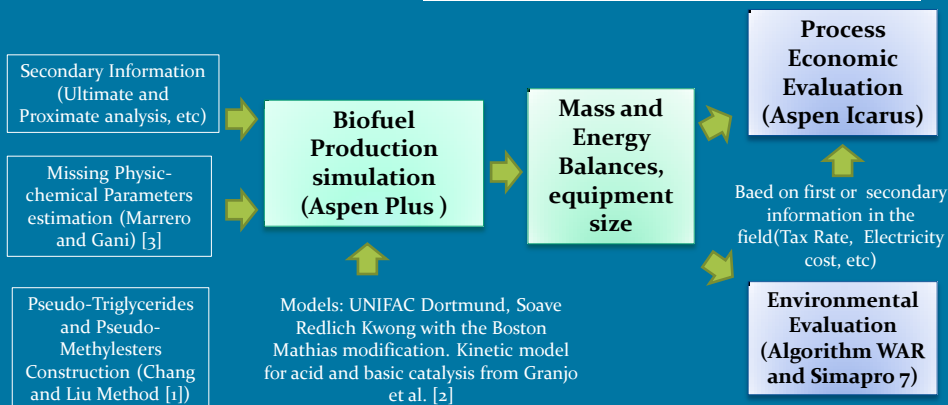 Secondary Information
(Ultimate and
Proximate analysis, etc)
Missing Physic-
chemical Parameters
estimation (Marrero
and Gani) [3]
Pseudo-Triglycerides
and Pseudo-
Methylesters
Construction (Chang
and Liu Method [1])
Biofuel
Production
simulation
(Aspen Plus )
Models: UNIFAC Dortmund, Soave
Redlich Kwong with the Boston
Mathias modification. Kinetic model
for acid and basic catalysis from Granjo
et al. [2]
Mass and
Energy
Balances,
equipment
size
Process
Economic
Evaluation
(Aspen Icarus)
Baed on first or secondary
information in the
field(Tax Rate, Electricity
cost, etc)
Environmental
Evaluation
(Algorithm WAR
and Simapro 7)